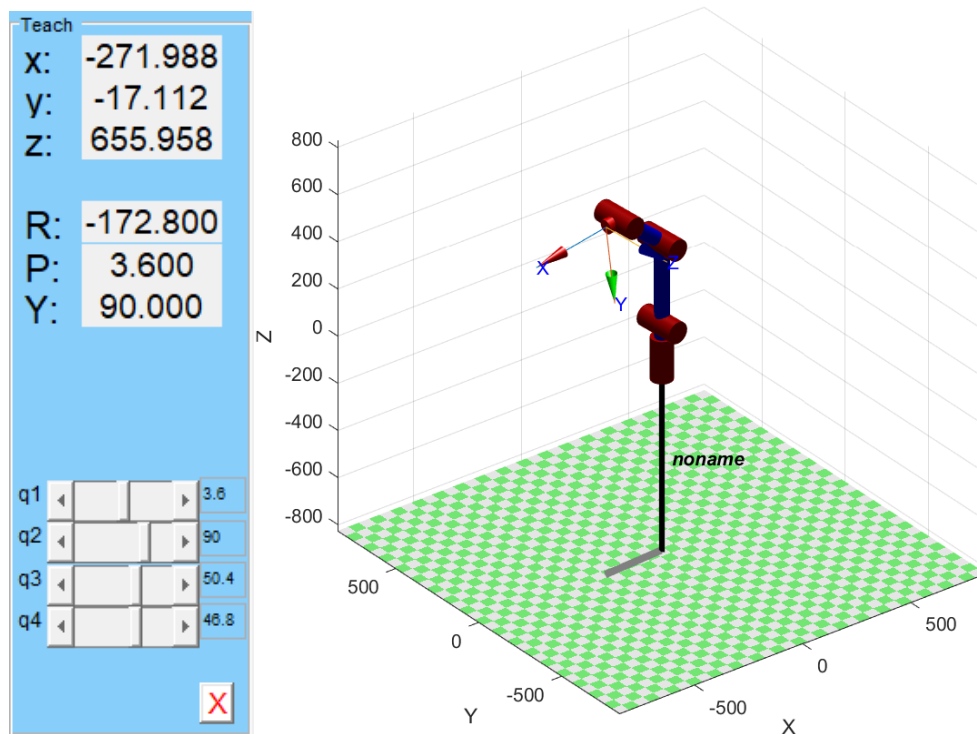 Teach
x: -271.988
y: -17.112
z: 655.958
R: -172.800
P: 3.600
Y: 90.000
q1 3.6
q2 90
q3 50.4
q4 46.8
X
800
600
400
200
0
-200
-400
-600
-800
Z
X
Y
Z
noname
500
0
-500
Y
-500
0
500
X